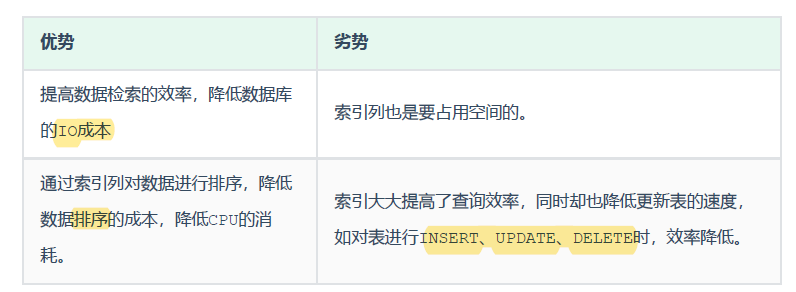 优势
劣势
提高数据检索的效率，降低数据库
的IO成本
索引列也是要占用空间的。
通过索引列对数据进行排序，降低
数据排序的成本，降低CPU的消
耗。
索引大大提高了查询效率，同时却也降低更新表的速度，
如对表进行INSERT、UPDATE、DELETE时，效率降低。